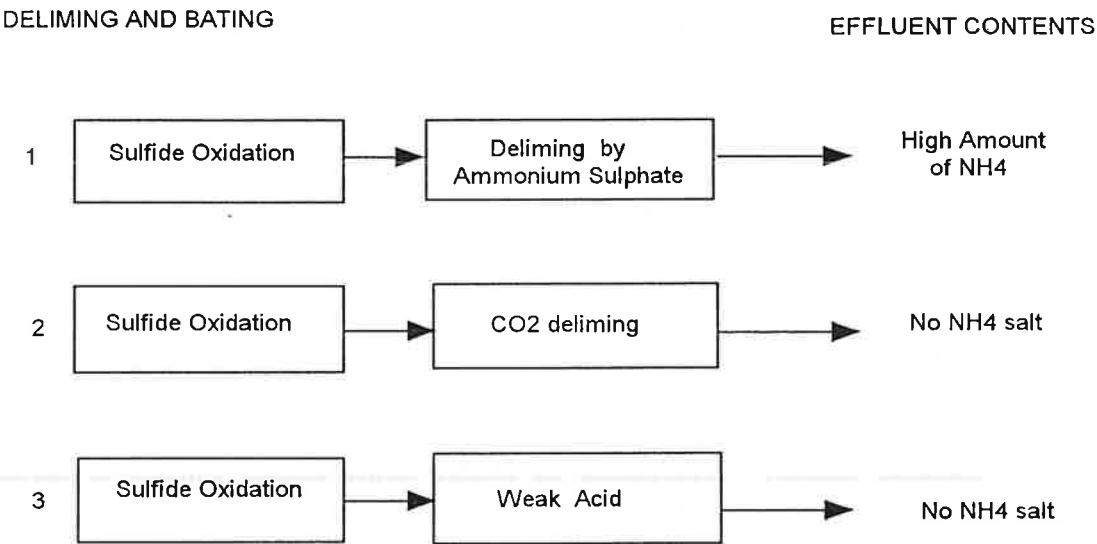 DELIMING AND BATING
EFFLUENT CONTENTS
1
Sulfide Oxidation
Deliming by
Ammonium Sulphate
High Amount
of NH4
2
Sulfide Oxidation
CO2 deliming
No NH4 salt
3
Sulfide Oxidation
Weak Acid
No NH4 salt